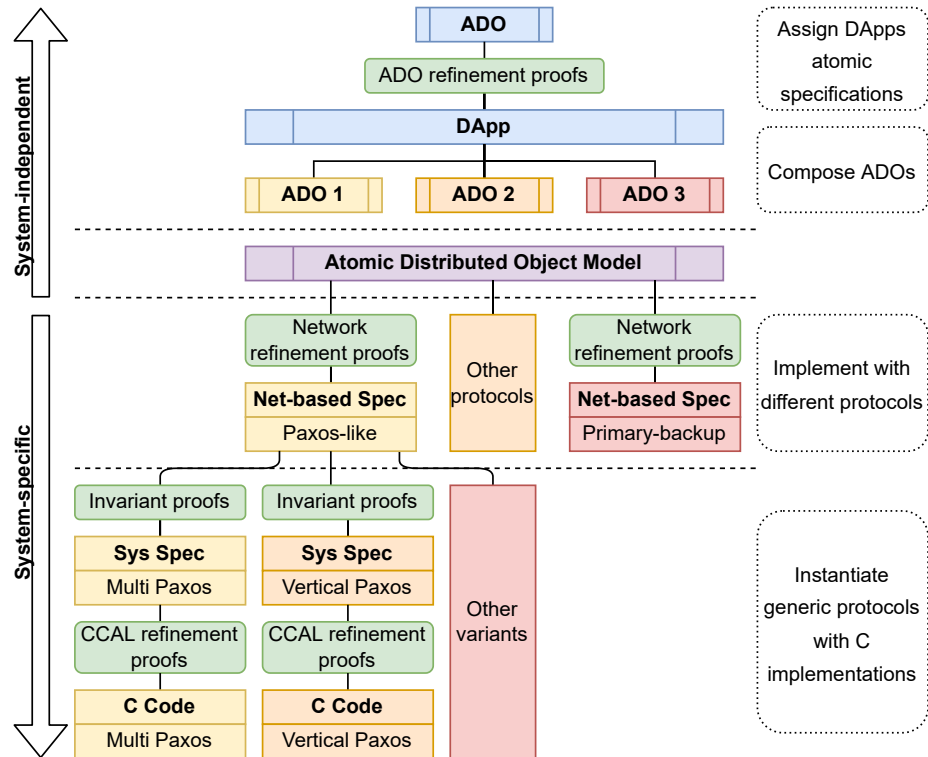 System-independent
System-specific
ADO
ADO refinement proofs
DApp
ADO 1
ADO 2
ADO 3
Assign DApps
atomic
specifications
Compose ADOs
Atomic Distributed Object Model
Network
refinement proofs
Net-based Spec
Paxos-like
Other
protocols
Network
refinement proofs
Net-based Spec
Primary-backup
Implement with
different protocols
Invariant proofs
Sys Spec
Multi Paxos
CCAL refinement
proofs
C Code
Multi Paxos
Invariant proofs
Sys Spec
Vertical Paxos
CCAL refinement
proofs
C Code
Vertical Paxos
Other
variants
Instantiate
generic protocols
with C
implementations